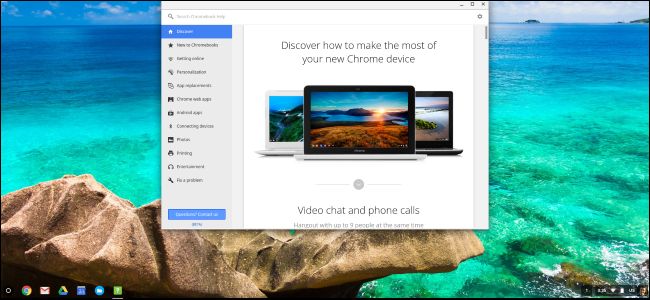 Search Chromebook Help
Discover
New to Chromebooks
Getting online
Personalization
App replacements
Chrome web apps
Android apps
Connecting devices
Photos
Printing
Entertainment
Fix a problem
Questions? Contact us
Discover how to make the most of
your new Chrome device
Video chat and phone calls
Hangout with up to 9 people at the same time
US